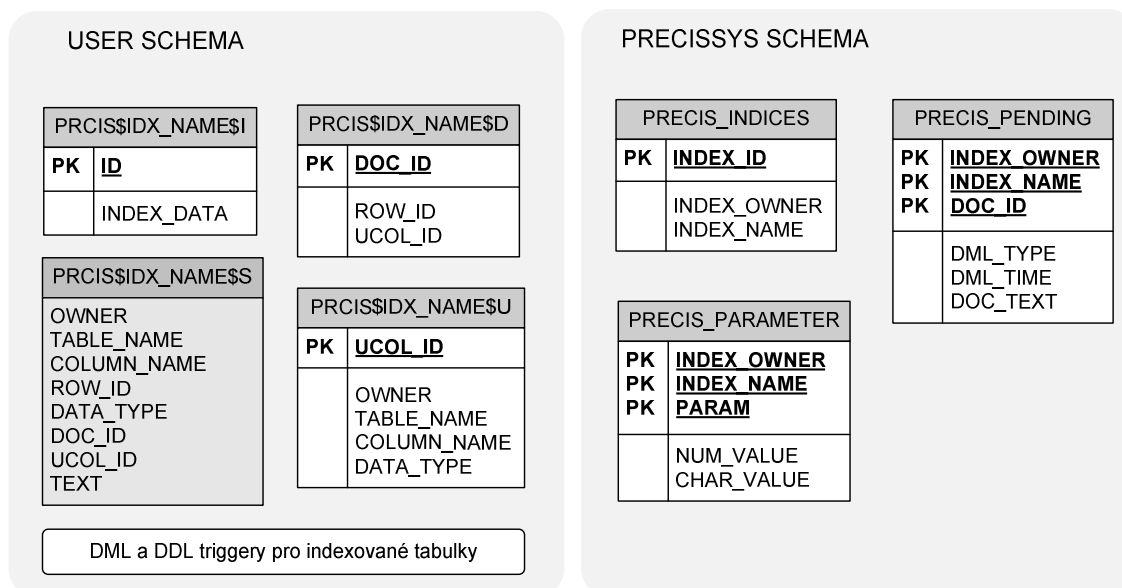 USER SCHEMA
PRCIS$IDX_NAME$I
PK ID
INDEX_DATA
PRCIS$IDX_NAME$D
PK DOC_ID
ROW_ID
UCOL_ID
PRCIS$IDX_NAME$S
OWNER
TABLE_NAME
COLUMN_NAME
ROW_ID
DATA_TYPE
DOC_ID
UCOL_ID
TEXT
PRCIS$IDX_NAME$U
PK UCOL_ID
OWNER
TABLE_NAME
COLUMN_NAME
DATA_TYPE
DML a DDL triggery pro indexované tabulky
PRECISSYS SCHEMA
PRECIS_INDICES
PK INDEX_ID
INDEX_OWNER
INDEX_NAME
PRECIS_PENDING
PK INDEX_OWNER
PK INDEX_NAME
PK DOC_ID
DML_TYPE
DML_TIME
DOC_TEXT
PRECIS_PARAMETER
PK INDEX_OWNER
PK INDEX_NAME
PK PARAM
NUM_VALUE
CHAR_VALUE